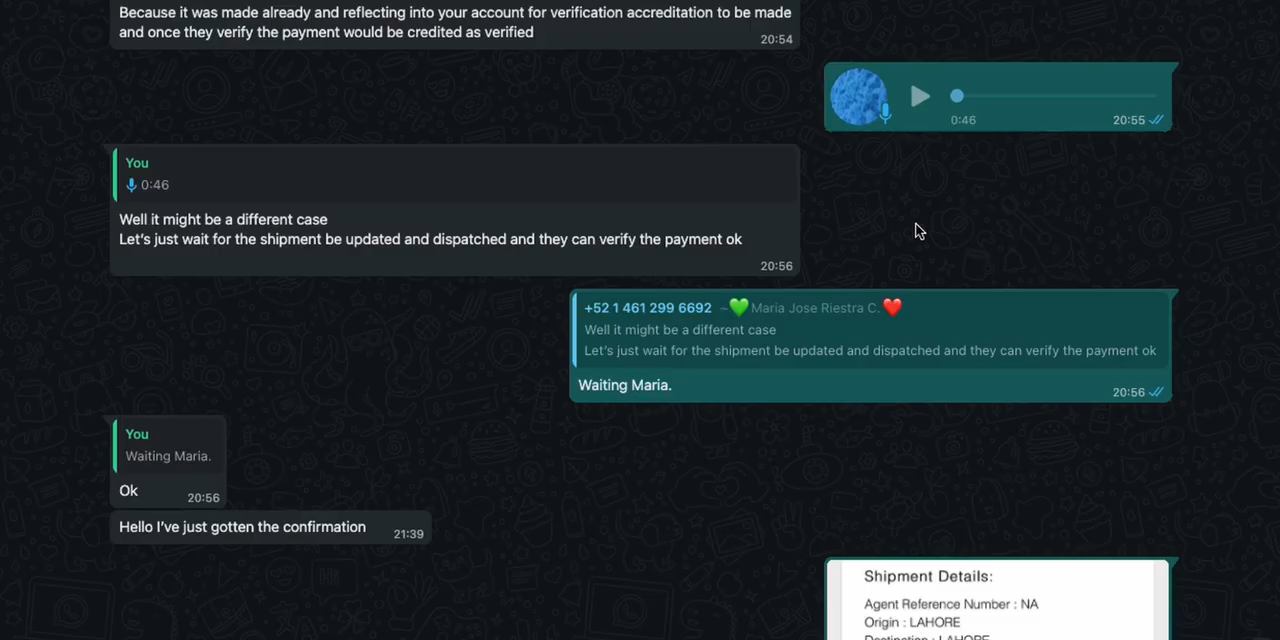 Because it was made already and reflecting into your account for verification accreditation to be made
and once they verify the payment would be credited as verified
20:54
0:46
20:55
You
0:46
Well it might be a different case
Let's just wait for the shipment be updated and dispatched and they can verify the payment ok
20:56
+52 1 461 299 6692 ~💚Maria Jose Riestra C.❤️
Well it might be a different case
Let's just wait for the shipment be updated and dispatched and they can verify the payment ok
Waiting Maria.
20:56
You
Waiting Maria.
Ok
20:56
Hello I've just gotten the confirmation
21:39
Shipment Details:
Agent Reference Number : NA
Origin : LAHORE
Destination : LAHORE